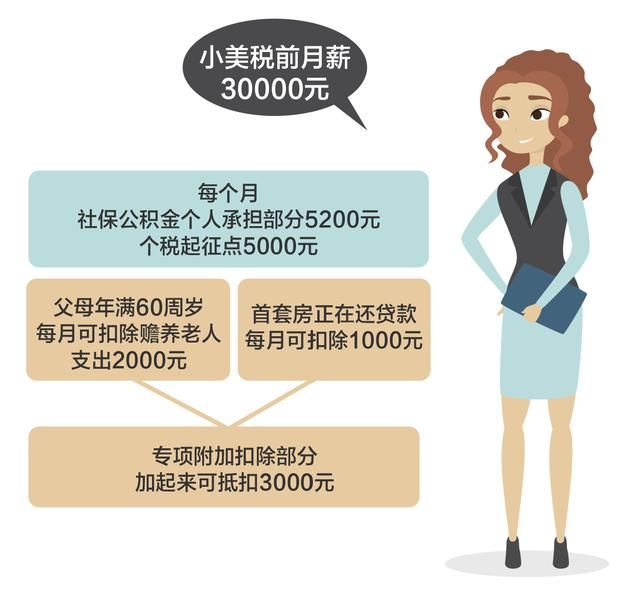 小美税前月薪
30000元
每个月
社保公积金个人承担部分5200元
个税起征点5000元
父母年满60周岁
每月可扣除赡养老人
支出2000元
首套房正在还贷款
每月可扣除1000元
专项附加扣除部分
加起来可抵扣3000元